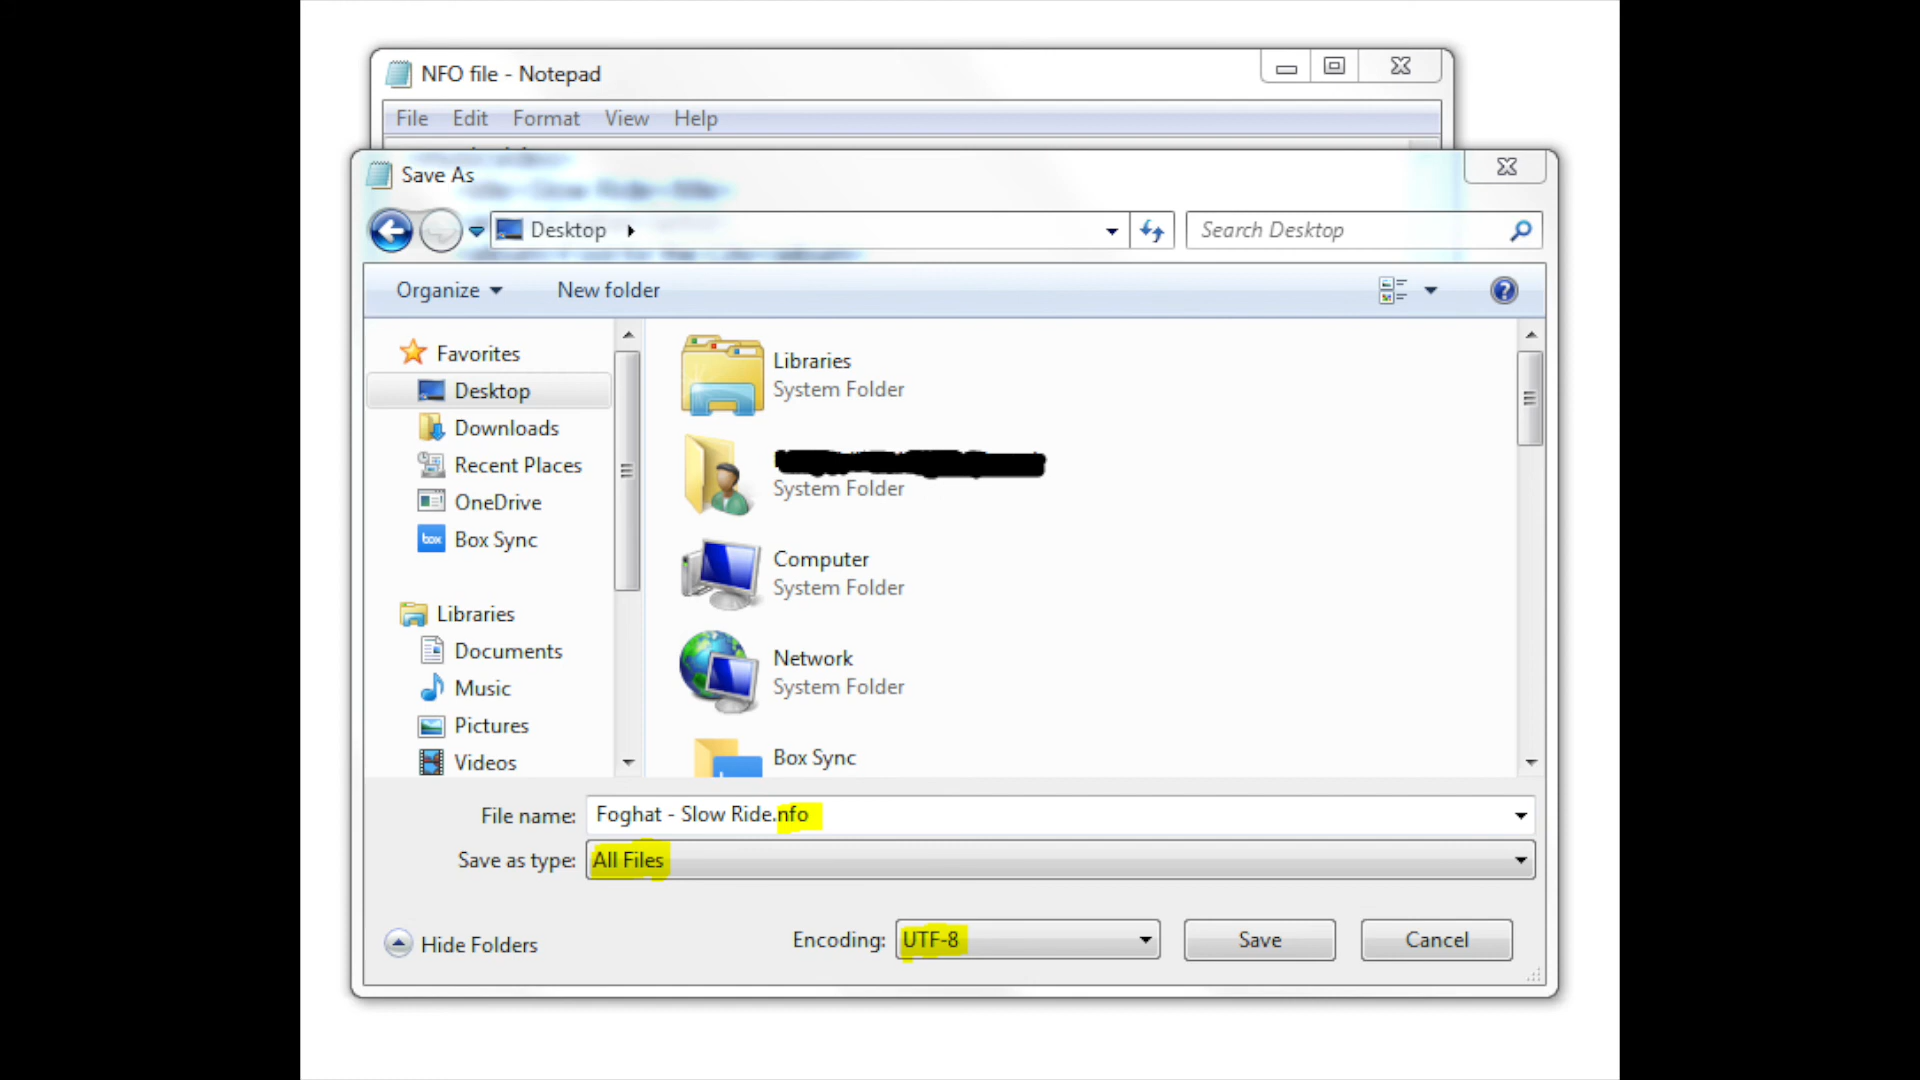 NFO file - Notepad
File Edit Format View Help
Save As
Desktop
Search Desktop
Organize New folder
Favorites
Desktop
Downloads
Recent Places
OneDrive
Box Sync
Libraries
Documents
Music
Pictures
Videos
Libraries
System Folder
System Folder
Computer
System Folder
Network
System Folder
Box Sync
File name: Foghat - Slow Ride.nfo
Save as type: All Files
Hide Folders
Encoding: UTF-8
Save Cancel